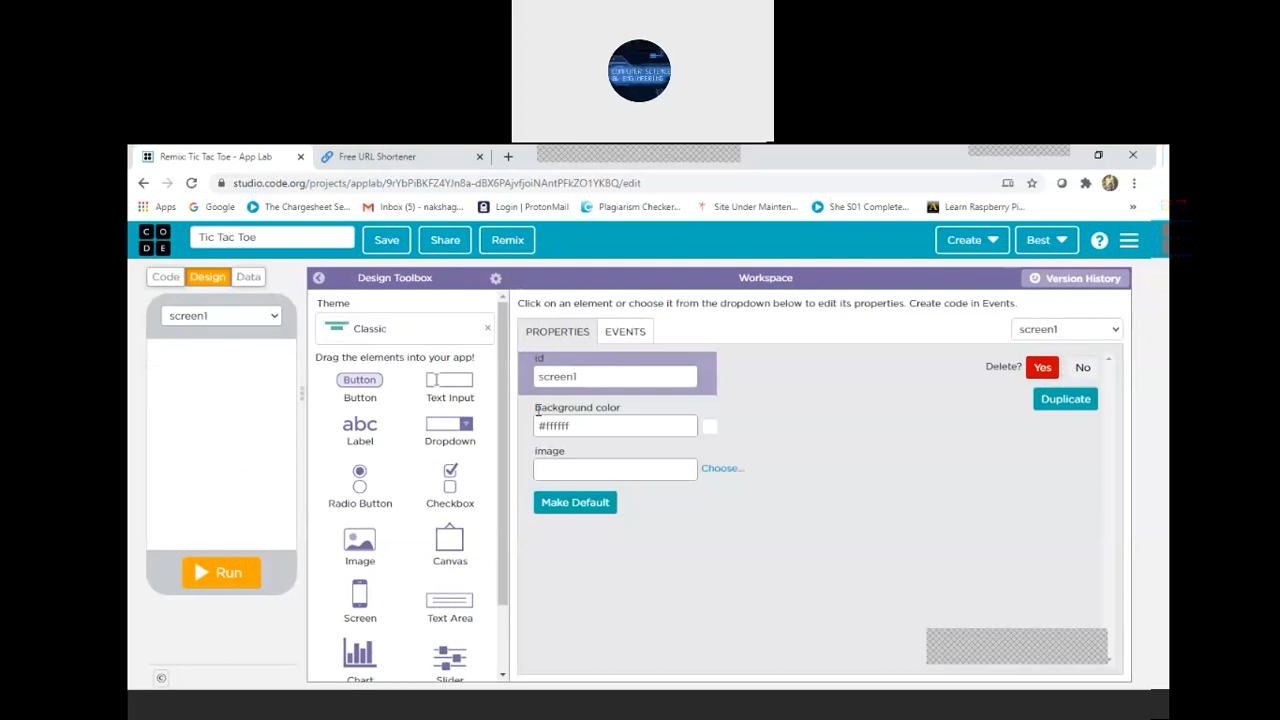 COMPUTER SCIENCE
& ENGINEERING
Remix: Tic Tac Toe - App Lab
Free URL Shortener
studio.code.org/projects/applab/9rYbPiBKFZ4YJn8a-dBX6PAjvfjoiNAntPFkZO1YKBQ/edit
Apps
Google
The Chargesheet Se...
Inbox (5) - nakshag...
Login | ProtonMail
Plagiarism Checker...
Site Under Mainten...
She S01 Complete...
Learn Raspberry Pi...
»
C O
D E
Tic Tac Toe
Save
Share
Remix
Create
Best
?
Code
Design
Data
Design Toolbox
Workspace
Version History
screen1
Theme
Classic
Drag the elements into your app!
Button
Button
Text Input
abc
Label
Dropdown
Radio Button
Checkbox
Image
Canvas
Screen
Text Area
Chart
Slider
Run
©
Click on an element or choose it from the dropdown below to edit its properties. Create code in Events.
PROPERTIES
EVENTS
screen1
id
screen1
Delete?
Yes
No
Duplicate
background color
#ffffff
image
Choose...
Make Default